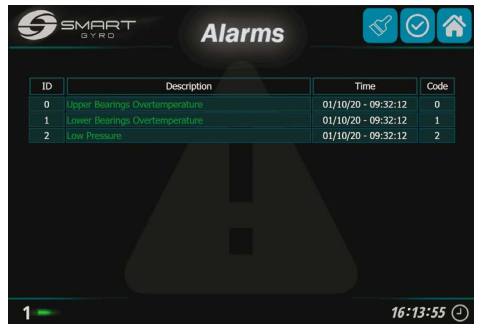 SMART
GYRO
Alarms
ID Description Time Code
0 Upper Bearings Overtemperature 01/10/20 - 09:32:12 0
1 Lower Bearings Overtemperature 01/10/20 - 09:32:12 1
2 Low Pressure 01/10/20 - 09:32:12 2
1 16:13:55